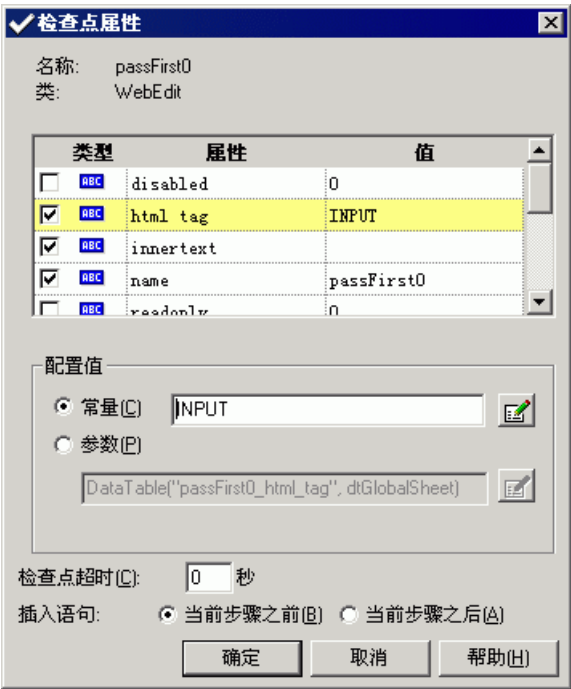 检查点属性
名称: passFirst0
类: WebEdit
类型 属性 值
ABC disabled 0
ABC html tag INPUT
ABC innertext
ABC name passFirst0
ABC readonly 0
配置值
常量(C) INPUT
参数(P)
DataTable("passFirst0_html_tag", dtGlobalSheet)
检查点超时(C): 0 秒
插入语句: 当前步骤之前(B) 当前步骤之后(A)
确定 取消 帮助(H)